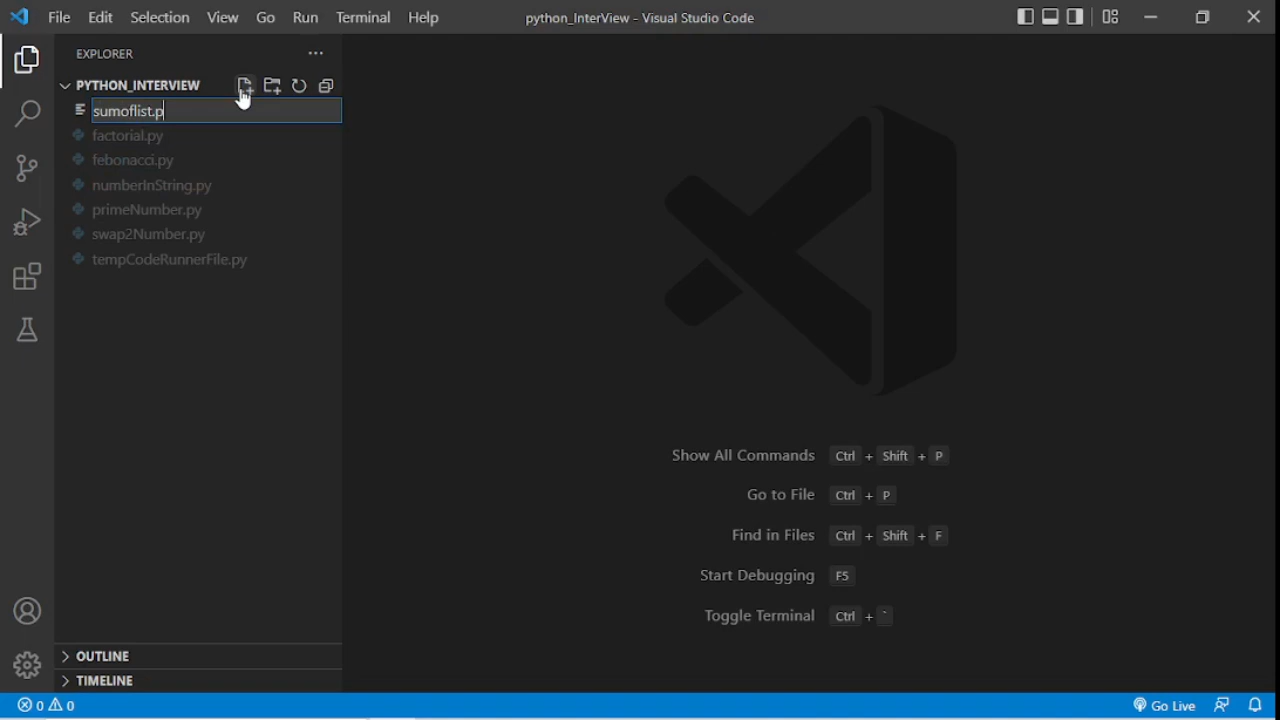 File Edit Selection View Go Run Terminal Help python_InterView - Visual Studio Code
EXPLORER
PYTHON_INTERVIEW
sumoflist.p
factorial.py
febonacci.py
numberInString.py
primeNumber.py
swap2Number.py
tempCodeRunnerFile.py
Show All Commands Ctrl + Shift + P
Go to File Ctrl + P
Find in Files Ctrl + Shift + F
Start Debugging F5
Toggle Terminal Ctrl + `
OUTLINE
TIMELINE
0 0 Go Live